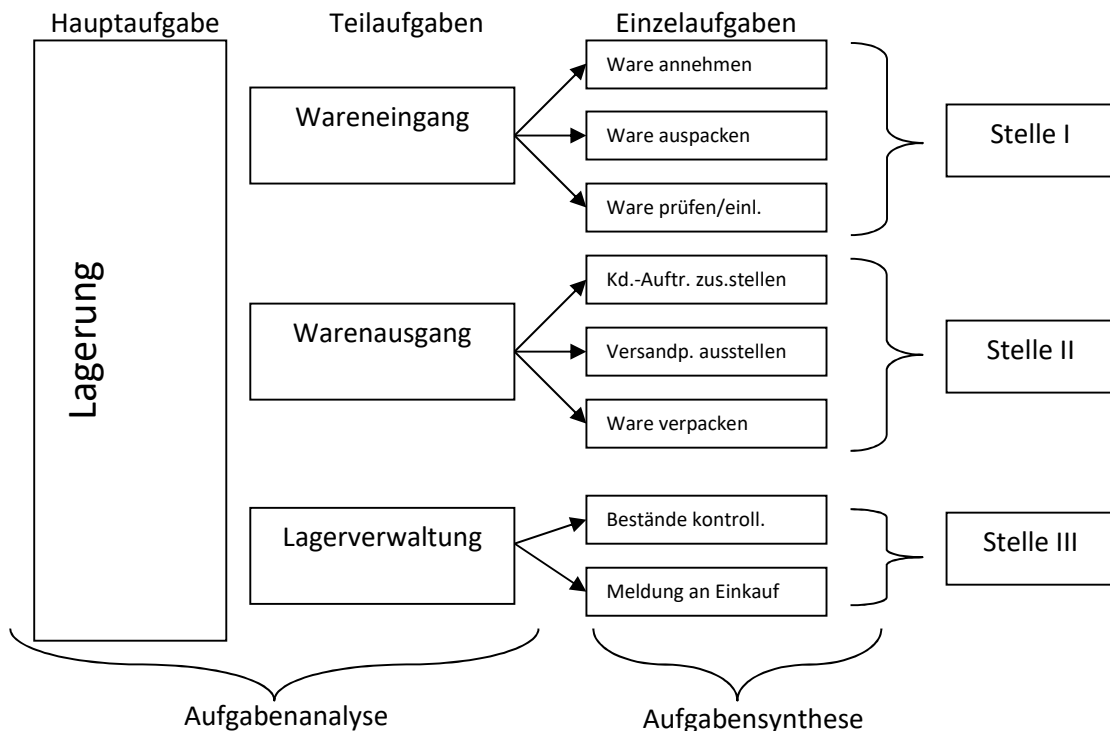 Hauptaufgabe
Teilaufgaben
Einzelaufgaben
Lagerung
Wareneingang
Ware annehmen
Ware auspacken
Ware prüfen/einl.
Stelle I
Warenausgang
Kd.-Auftr. zus.stellen
Versandp. ausstellen
Ware verpacken
Stelle II
Lagerverwaltung
Bestände kontroll.
Meldung an Einkauf
Stelle III
Aufgabenanalyse
Aufgabensynthese